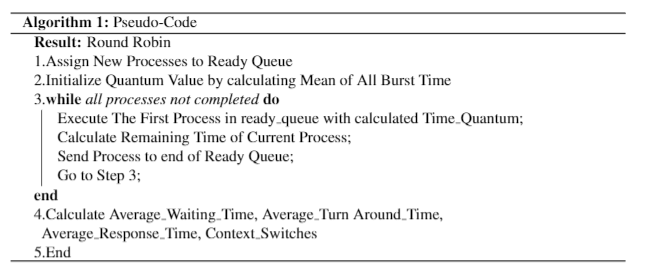 Algorithm 1: Pseudo-Code
Result: Round Robin
1.Assign New Processes to Ready Queue
2.Initialize Quantum Value by calculating Mean of All Burst Time
3.while all processes not completed do
Execute The First Process in ready_queue with calculated Time_Quantum;
Calculate Remaining Time of Current Process;
Send Process to end of Ready Queue;
Go to Step 3;
end
4.Calculate Average_Waiting_Time, Average_Turn Around_Time,
Average_Response_Time, Context_Switches
5.End